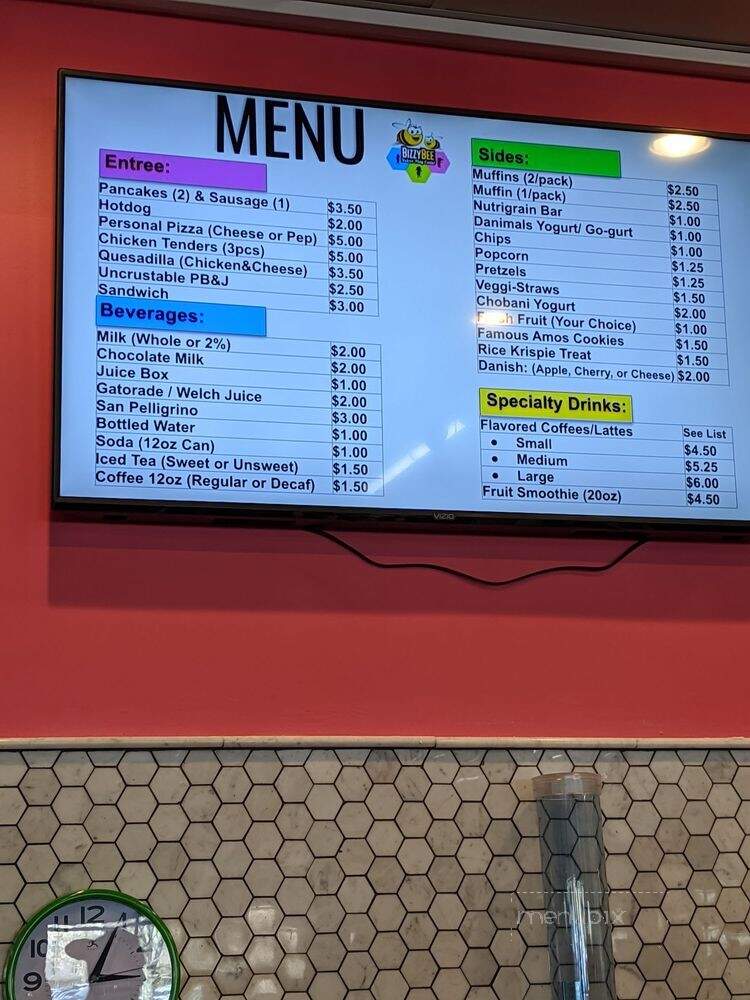 MENU
BIZZYBEE
Entree:
Pancakes (2) & Sausage (1) $3.50
Hotdog $2.00
Personal Pizza (Cheese or Pep) $5.00
Chicken Tenders (3pcs) $5.00
Quesadilla (Chicken&Cheese) $3.50
Uncrustable PB&J $2.50
Sandwich $3.00
Beverages:
Milk (Whole or 2%) $2.00
Chocolate Milk $2.00
Juice Box $1.00
Gatorade / Welch Juice $2.00
San Pelligrino $3.00
Bottled Water $1.00
Soda (12oz Can) $1.00
Iced Tea (Sweet or Unsweet) $1.50
Coffee 12oz (Regular or Decaf) $1.50
Sides:
Muffins (2/pack) $2.50
Muffin (1/pack) $2.50
Nutrigrain Bar $1.00
Danimals Yogurt/ Go-gurt $1.00
Chips $1.00
Popcorn $1.25
Pretzels $1.25
Veggi-Straws $1.50
Chobani Yogurt $2.00
Fruit (Your Choice) $1.00
Famous Amos Cookies $1.50
Rice Krispie Treat $1.50
Danish: (Apple, Cherry, or Cheese) $2.00
Specialty Drinks:
Flavored Coffees/Lattes See List
• Small $4.50
• Medium $5.25
• Large $6.00
Fruit Smoothie (20oz) $4.50
VIZIO
menupix
11 12
10
9